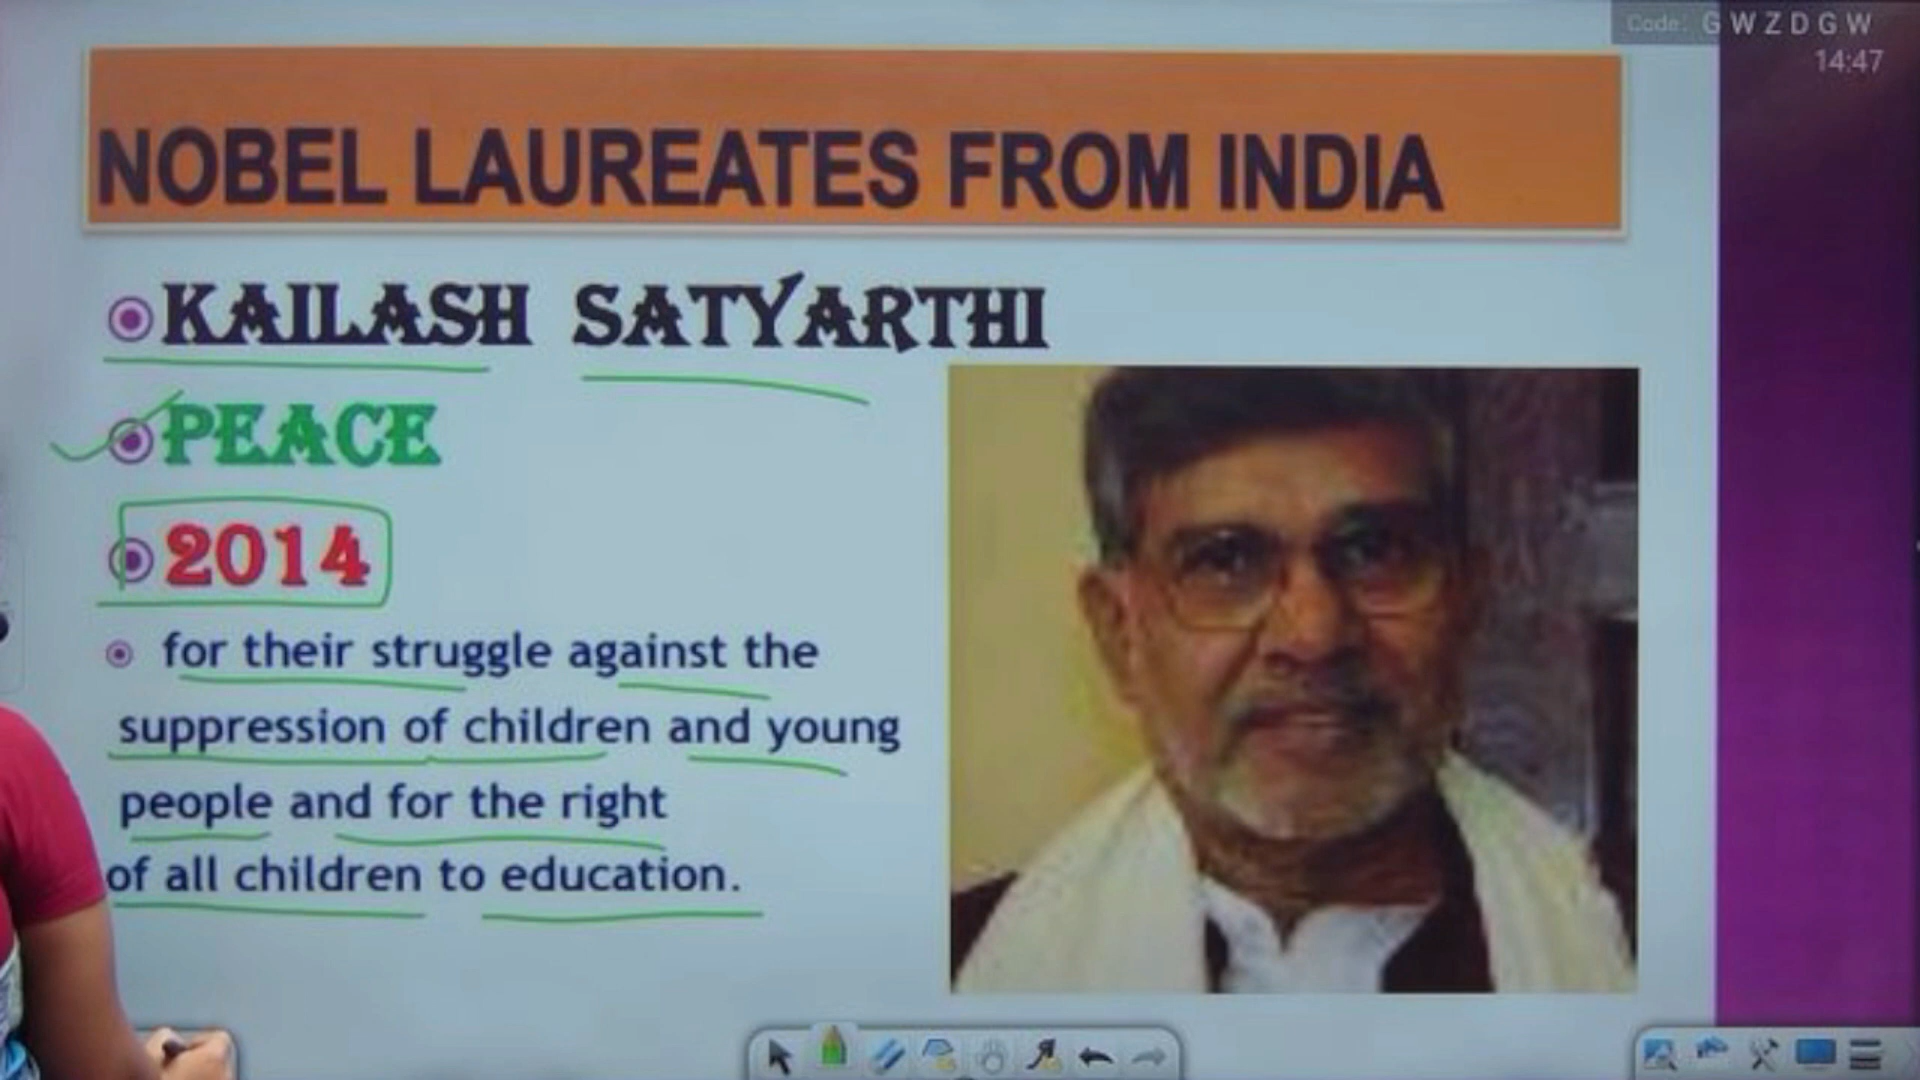 Code: GWZDGW
14:47
NOBEL LAUREATES FROM INDIA
KAILASH SATYARTHI
PEACE
2014
for their struggle against the
suppression of children and young
people and for the right
of all children to education.